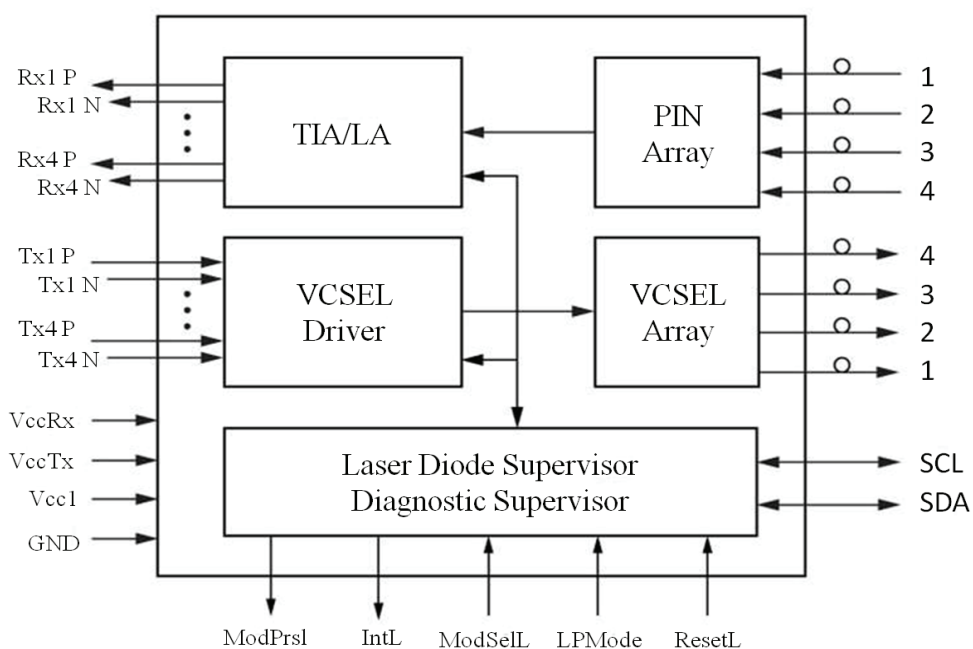 Rx1 P
Rx1 N
Rx4 P
Rx4 N
TIA/LA
PIN
Array
1
2
3
4
Tx1 P
Tx1 N
Tx4 P
Tx4 N
VCSEL
Driver
VCSEL
Array
4
3
2
1
VccRx
VccTx
Vcc1
GND
Laser Diode Supervisor
Diagnostic Supervisor
SCL
SDA
ModPrsl
IntL
ModSelL
LPMode
ResetL